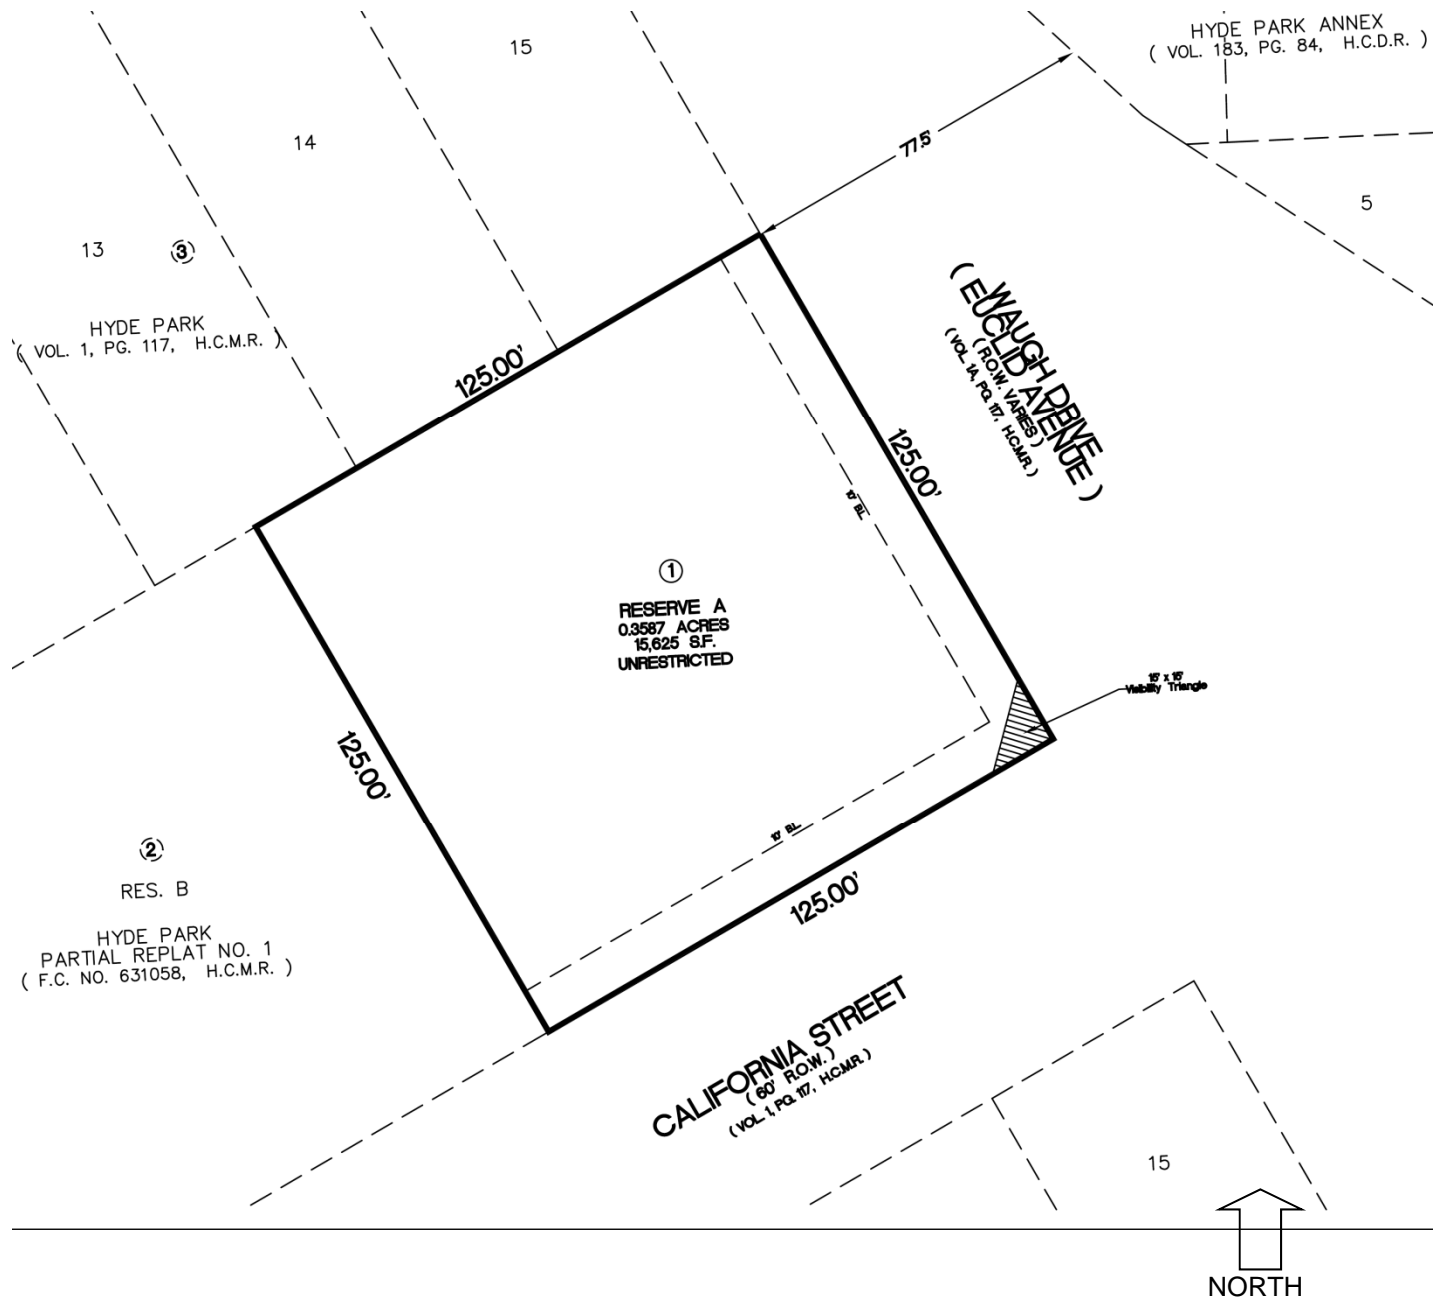 HYDE PARK ANNEX
( VOL. 183, PG. 84, H.C.D.R. )
15
14
77.5'
5
13
3
HYDE PARK
( VOL. 1, PG. 117, H.C.M.R. )
WAUGH DRIVE
( EUCLID AVENUE )
( R.O.W. VARIES )
( VOL. 1A, PG. 117, H.C.M.R. )
125.00'
125.00'
10' B.L.
1
RESERVE A
0.3587 ACRES
15,625 S.F.
UNRESTRICTED
15' x 15'
Visibility Triangle
125.00'
10' B.L.
125.00'
2
RES. B
HYDE PARK
PARTIAL REPLAT NO. 1
( F.C. NO. 631058, H.C.M.R. )
CALIFORNIA STREET
( 60' R.O.W. )
( VOL. 1, PG. 117, H.C.M.R. )
15
NORTH